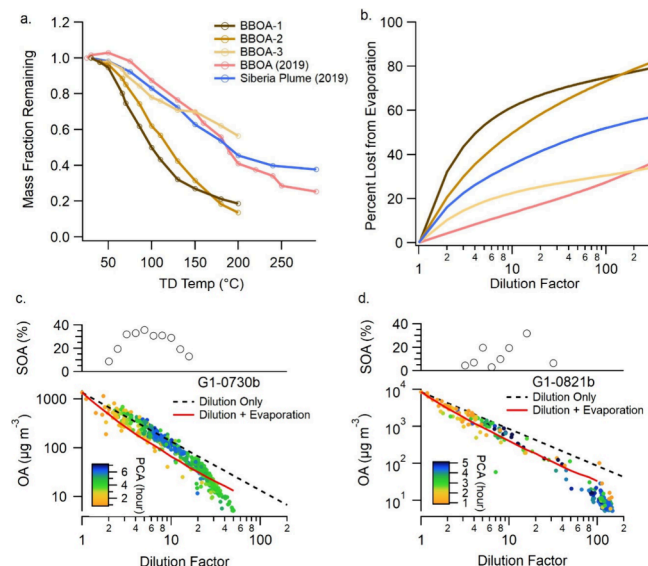 a.
BBOA-1
BBOA-2
BBOA-3
BBOA (2019)
Siberia Plume (2019)
Mass Fraction Remaining
1.2
1.0
0.8
0.6
0.4
0.2
0.0
50
100
150
200
250
TD Temp (°C)
b.
Percent Lost from Evaporation
100
80
60
40
20
0
1
2
4
6
8
10
2
4
6
8
100
2
Dilution Factor
c.
SOA (%)
40
20
0
G1-0730b
Dilution Only
Dilution + Evaporation
OA (µg m⁻³)
1000
100
10
PCA (hour)
6
4
2
1
2
4
6
8
10
2
4
6
8
100
2
Dilution Factor
d.
SOA (%)
40
20
0
G1-0821b
Dilution Only
Dilution + Evaporation
OA (µg m⁻³)
10⁴
10³
10²
10¹
PCA (hour)
5
4
3
2
1
1
2
4
6
8
10
2
4
6
8
100
2
Dilution Factor